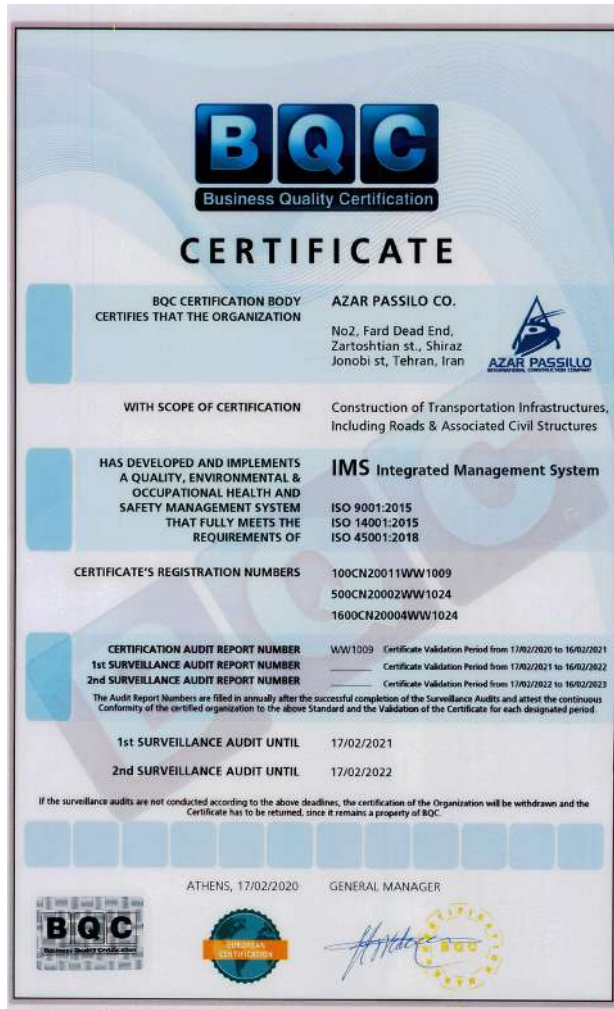 BQC
Business Quality Certification
CERTIFICATE
BQC CERTIFICATION BODY
CERTIFIES THAT THE ORGANIZATION
AZAR PASSILO CO.
No2, Fard Dead End,
Zartoshtian st., Shiraz
Jonobi st, Tehran, Iran
AZAR PASSILLO
INTERNATIONAL CONSTRUCTION COMPANY
WITH SCOPE OF CERTIFICATION
Construction of Transportation Infrastructures,
Including Roads & Associated Civil Structures
HAS DEVELOPED AND IMPLEMENTS
A QUALITY, ENVIRONMENTAL &
OCCUPATIONAL HEALTH AND
SAFETY MANAGEMENT SYSTEM
THAT FULLY MEETS THE
REQUIREMENTS OF
IMS Integrated Management System
ISO 9001:2015
ISO 14001:2015
ISO 45001:2018
CERTIFICATE'S REGISTRATION NUMBERS
100CN20011WW1009
500CN20002WW1024
1600CN20004WW1024
CERTIFICATION AUDIT REPORT NUMBER WW1009 Certificate Validation Period from 17/02/2020 to 16/02/2021
1st SURVEILLANCE AUDIT REPORT NUMBER Certificate Validation Period from 17/02/2021 to 16/02/2022
2nd SURVEILLANCE AUDIT REPORT NUMBER Certificate Validation Period from 17/02/2022 to 16/02/2023
The Audit Report Numbers are filled in annually after the successful completion of the Surveillance Audits and attest the continuous
Conformity of the certified organization to the above Standard and the Validation of the Certificate for each designated period.
1st SURVEILLANCE AUDIT UNTIL 17/02/2021
2nd SURVEILLANCE AUDIT UNTIL 17/02/2022
If the surveillance audits are not conducted according to the above deadlines, the certification of the Organization will be withdrawn and the
Certificate has to be returned, since it remains a property of BQC.
ATHENS, 17/02/2020 GENERAL MANAGER
BQC
Business Quality Certification
EUROPEAN
CERTIFICATION
BQC